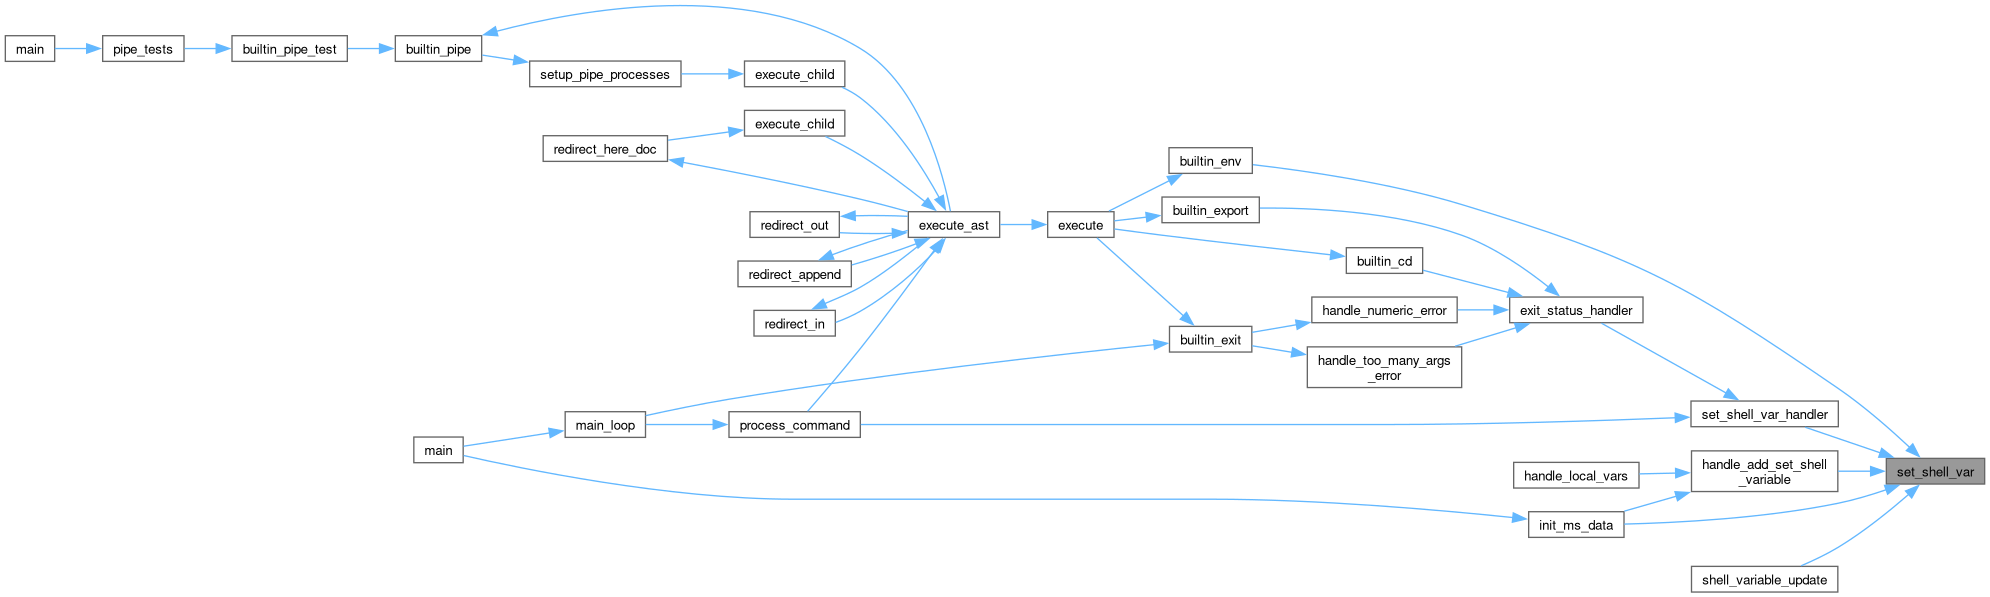 main
pipe_tests
builtin_pipe_test
builtin_pipe
setup_pipe_processes
execute_child
execute_child
redirect_here_doc
redirect_out
execute_ast
redirect_append
redirect_in
execute
builtin_env
builtin_export
builtin_cd
handle_numeric_error
exit_status_handler
builtin_exit
handle_too_many_args
_error
main_loop
process_command
main
set_shell_var_handler
handle_local_vars
handle_add_set_shell
_variable
set_shell_var
init_ms_data
shell_variable_update